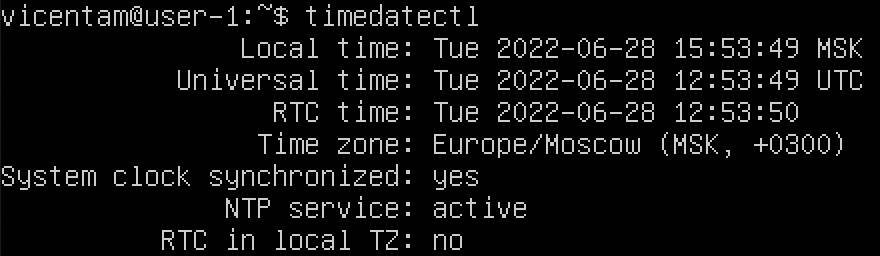 vicentam@user-1:~$ timedatectl
Local time: Tue 2022-06-28 15:53:49 MSK
Universal time: Tue 2022-06-28 12:53:49 UTC
RTC time: Tue 2022-06-28 12:53:50
Time zone: Europe/Moscow (MSK, +0300)
System clock synchronized: yes
NTP service: active
RTC in local TZ: no